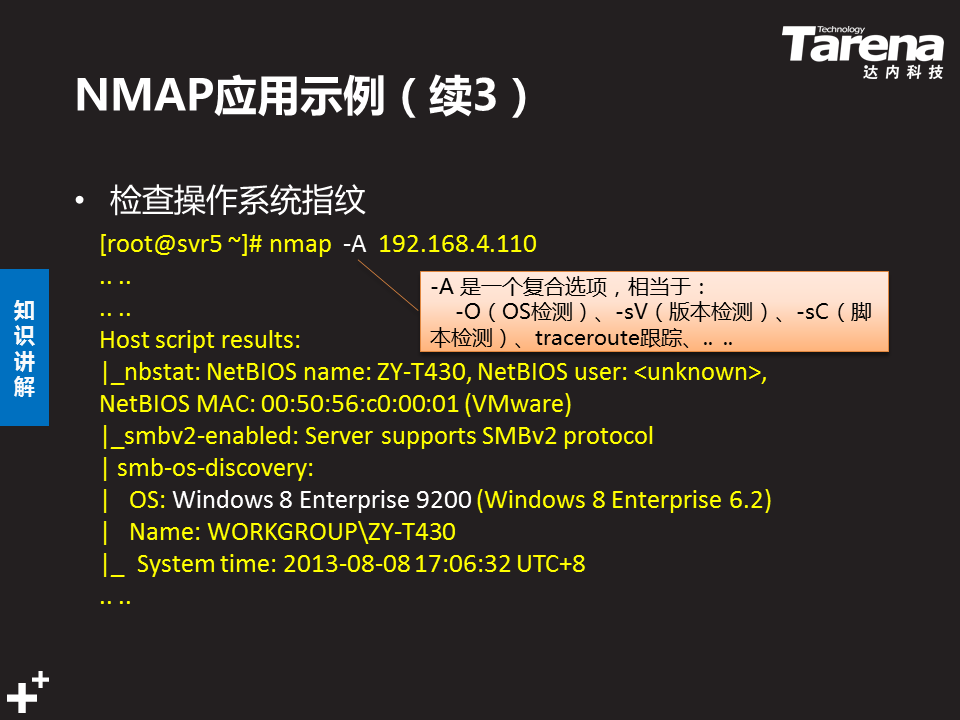 Technology
Tarena
达内科技
NMAP应用示例（续3）
• 检查操作系统指纹
[root@svr5 ~]# nmap -A 192.168.4.110
.. ..
.. ..
-A 是一个复合选项，相当于：
-O（OS检测）、-sV（版本检测）、-sC（脚
本检测）、traceroute跟踪、.. ..
Host script results:
|_nbstat: NetBIOS name: ZY-T430, NetBIOS user: <unknown>,
NetBIOS MAC: 00:50:56:c0:00:01 (VMware)
|_smbv2-enabled: Server supports SMBv2 protocol
| smb-os-discovery:
| OS: Windows 8 Enterprise 9200 (Windows 8 Enterprise 6.2)
| Name: WORKGROUP\ZY-T430
|_ System time: 2013-08-08 17:06:32 UTC+8
.. ..
知
识
讲
解